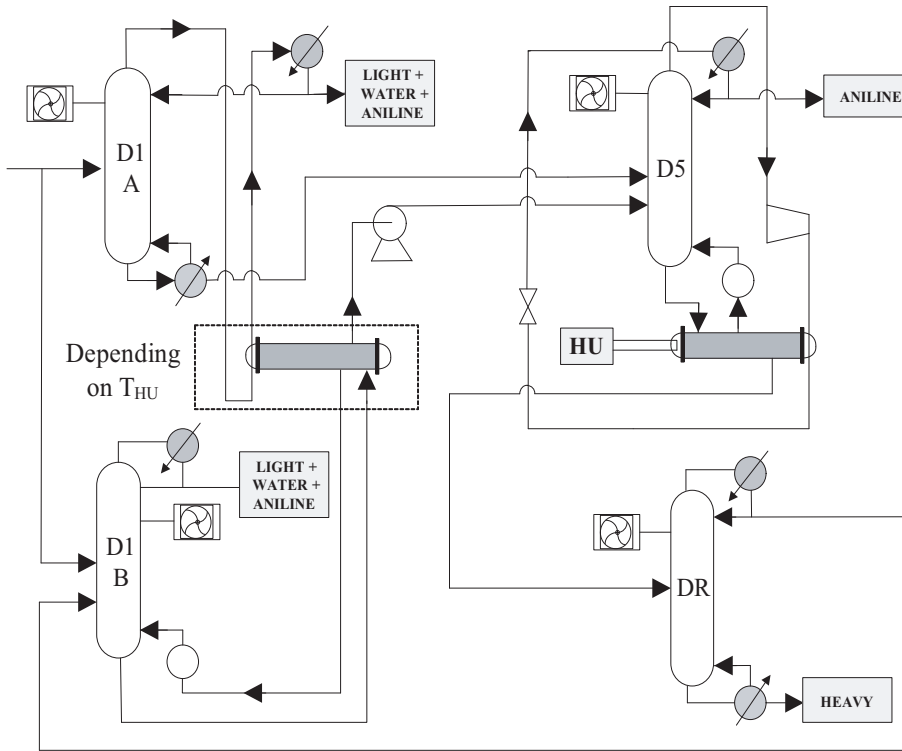 LIGHT +
WATER +
ANILINE
ANILINE
D1
A
D5
Depending
on T_HU
HU
LIGHT +
WATER +
ANILINE
D1
B
DR
HEAVY